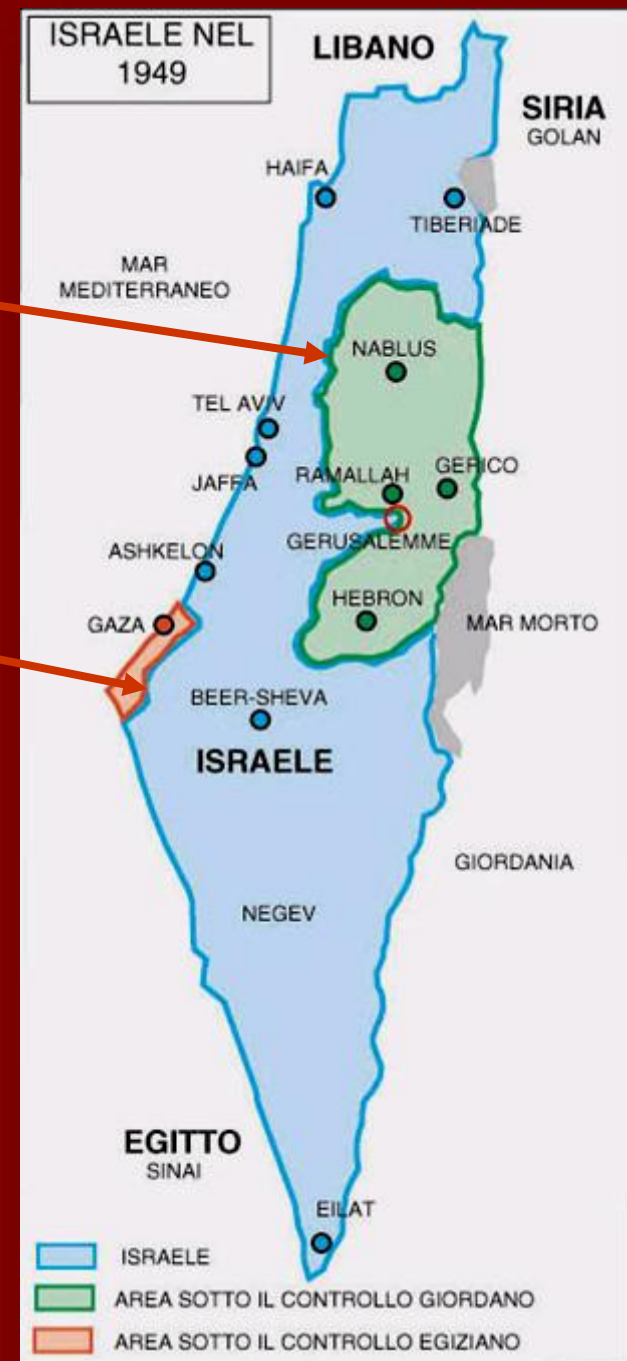 ISRAELE NEL
1949
LIBANO
SIRIA
GOLAN
HAIFA
TIBERIADE
MAR
MEDITERRANEO
NABLUS
TEL AVIV
JAFFA
RAMALLAH
GERICO
GERUSALEMME
ASHKELON
HEBRON
GAZA
MAR MORTO
BEER-SHEVA
ISRAELE
GIORDANIA
NEGEV
EGITTO
SINAI
EILAT
ISRAELE
AREA SOTTO IL CONTROLLO GIORDANO
AREA SOTTO IL CONTROLLO EGIZIANO